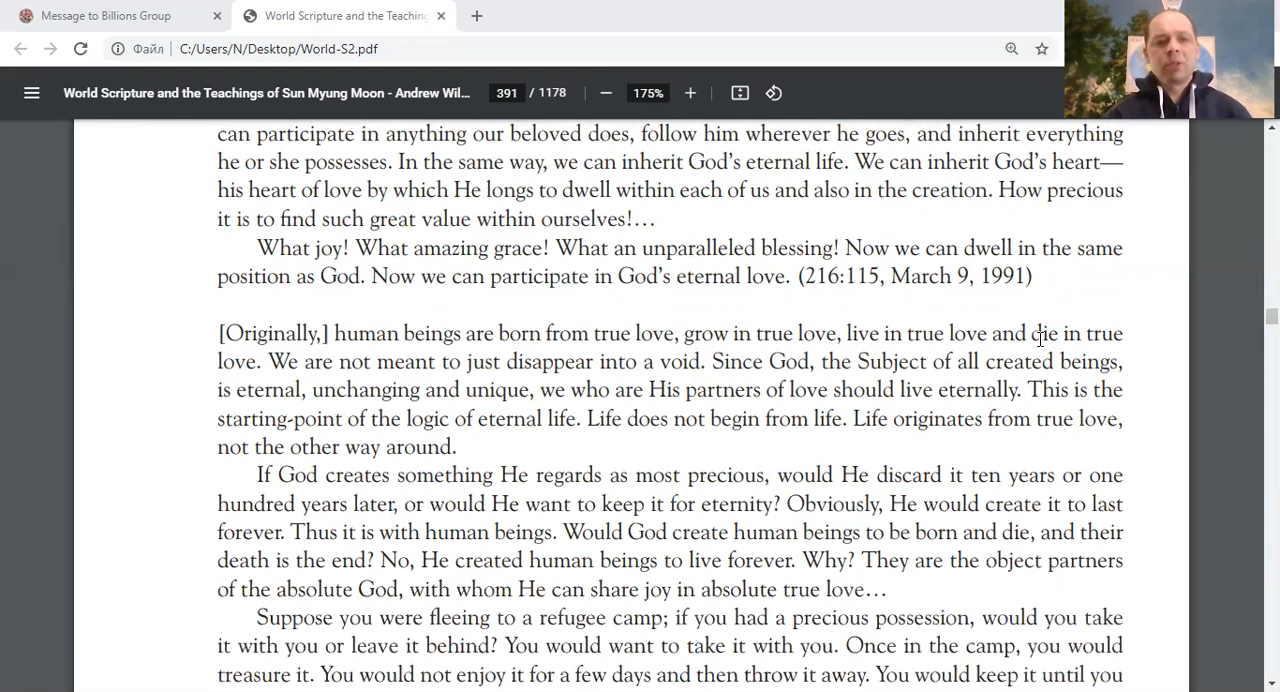 Message to Billions Group
World Scripture and the Teaching
Файл
C:/Users/N/Desktop/World-S2.pdf
World Scripture and the Teachings of Sun Myung Moon - Andrew Wil...
391 / 1178
175%
can participate in anything our beloved does, follow him wherever he goes, and inherit everything
he or she possesses. In the same way, we can inherit God's eternal life. We can inherit God's heart—
his heart of love by which He longs to dwell within each of us and also in the creation. How precious
it is to find such great value within ourselves!…
What joy! What amazing grace! What an unparalleled blessing! Now we can dwell in the same
position as God. Now we can participate in God's eternal love. (216:115, March 9, 1991)
[Originally,] human beings are born from true love, grow in true love, live in true love and die in true
love. We are not meant to just disappear into a void. Since God, the Subject of all created beings,
is eternal, unchanging and unique, we who are His partners of love should live eternally. This is the
starting-point of the logic of eternal life. Life does not begin from life. Life originates from true love,
not the other way around.
If God creates something He regards as most precious, would He discard it ten years or one
hundred years later, or would He want to keep it for eternity? Obviously, He would create it to last
forever. Thus it is with human beings. Would God create human beings to be born and die, and their
death is the end? No, He created human beings to live forever. Why? They are the object partners
of the absolute God, with whom He can share joy in absolute true love…
Suppose you were fleeing to a refugee camp; if you had a precious possession, would you take
it with you or leave it behind? You would want to take it with you. Once in the camp, you would
treasure it. You would not enjoy it for a few days and then throw it away. You would keep it until you